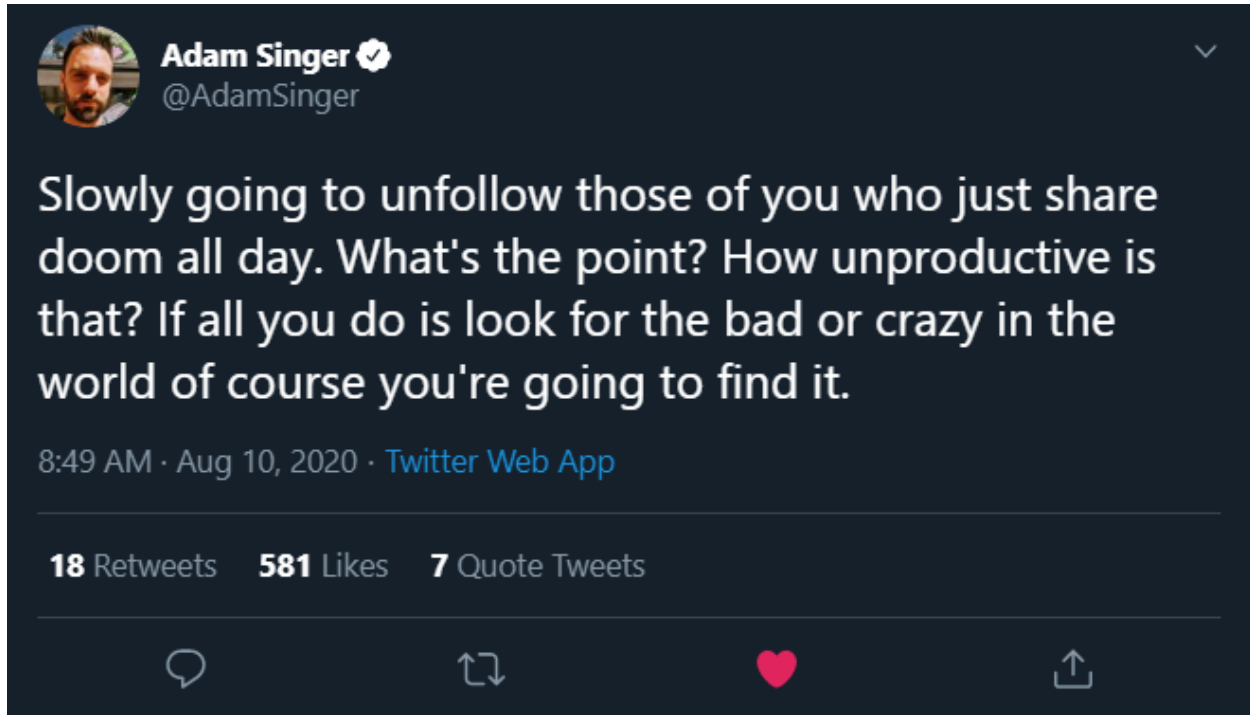 Adam Singer
@AdamSinger
Slowly going to unfollow those of you who just share
doom all day. What's the point? How unproductive is
that? If all you do is look for the bad or crazy in the
world of course you're going to find it.
8:49 AM · Aug 10, 2020 · Twitter Web App
18 Retweets 581 Likes 7 Quote Tweets